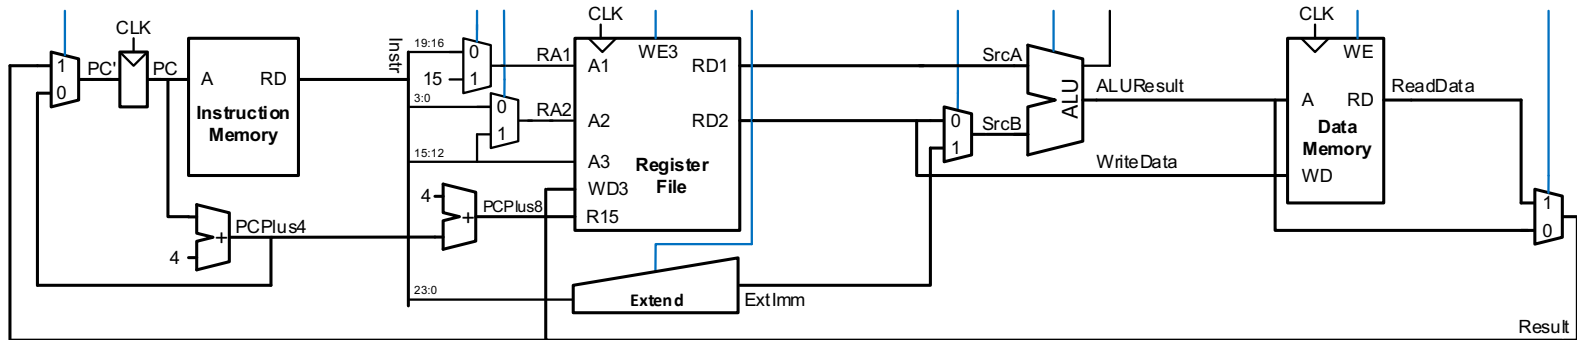 CLK
CLK
CLK
1
0
PC'
PC
A
RD
Instruction
Memory
Instr
19:16
15
0
1
RA1
3:0
0
1
RA2
15:12
A1
A2
A3
WD3
R15
WE3
RD1
RD2
Register
File
4
+
PCPlus8
4
+
PCPlus4
23:0
Extend
ExtImm
0
1
SrcA
SrcB
ALU
ALUResult
WriteData
WE
A
RD
Data
Memory
WD
ReadData
1
0
Result